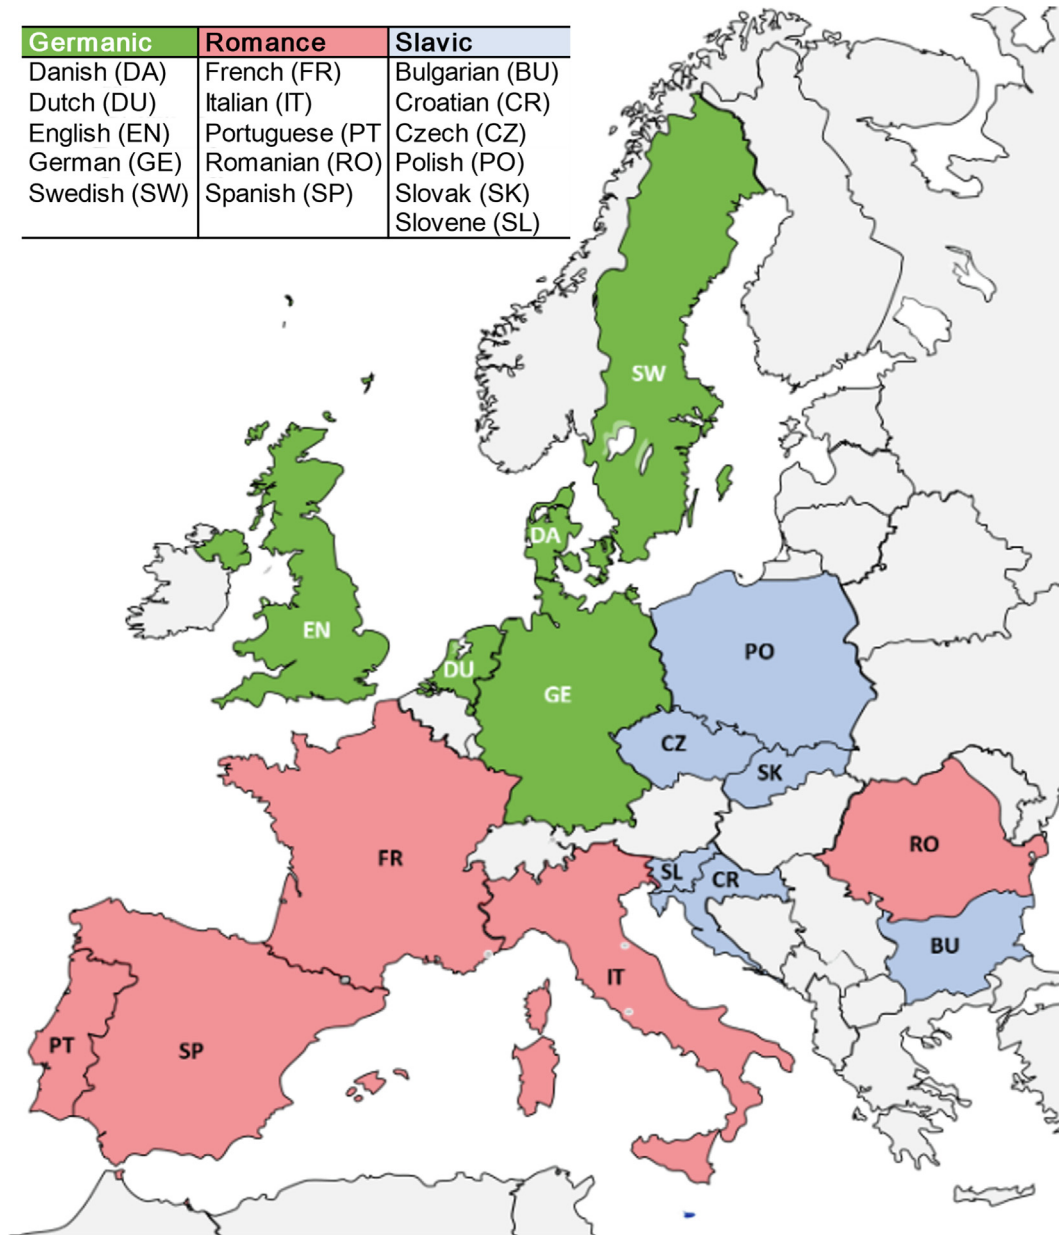 Germanic Romance Slavic
Danish (DA) French (FR) Bulgarian (BU)
Dutch (DU) Italian (IT) Croatian (CR)
English (EN) Portuguese (PT Czech (CZ)
German (GE) Romanian (RO) Polish (PO)
Swedish (SW) Spanish (SP) Slovak (SK)
Slovene (SL)
SW
DA
EN
PO
DU
GE
CZ
SK
RO
FR
SL
CR
BU
IT
PT
SP